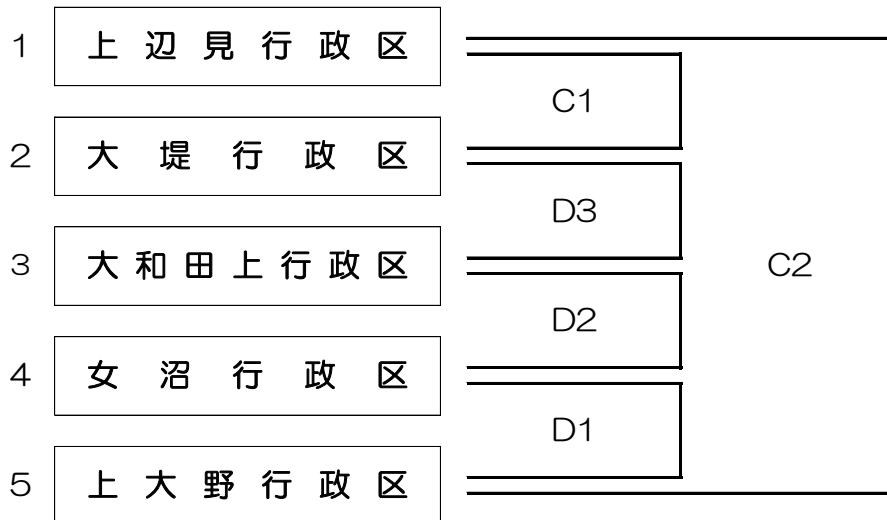 1 上辺見行政区
C1
2 大堤行政区
D3
3 大和田上行政区
C2
D2
4 女沼行政区
D1
5 上大野行政区